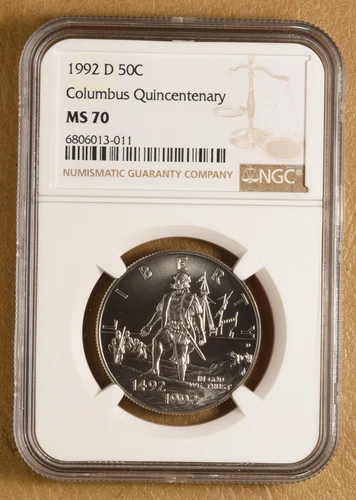 1992 D 50C
Columbus Quincentenary
MS 70
6806013-011
NUMISMATIC GUARANTY COMPANY
NGC
LIBERTY
1492
1992
IN GOD
WE TRUST
D